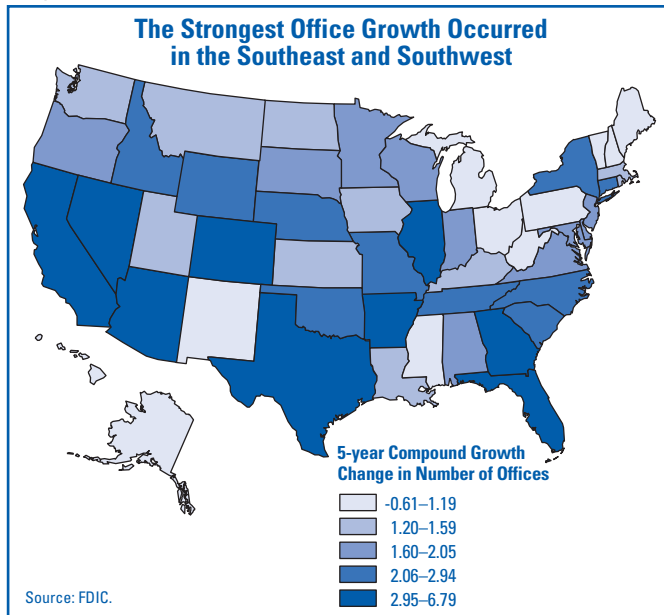 The Strongest Office Growth Occurred
in the Southeast and Southwest
5-year Compound Growth
Change in Number of Offices
-0.61–1.19
1.20–1.59
1.60–2.05
2.06–2.94
2.95–6.79
Source: FDIC.